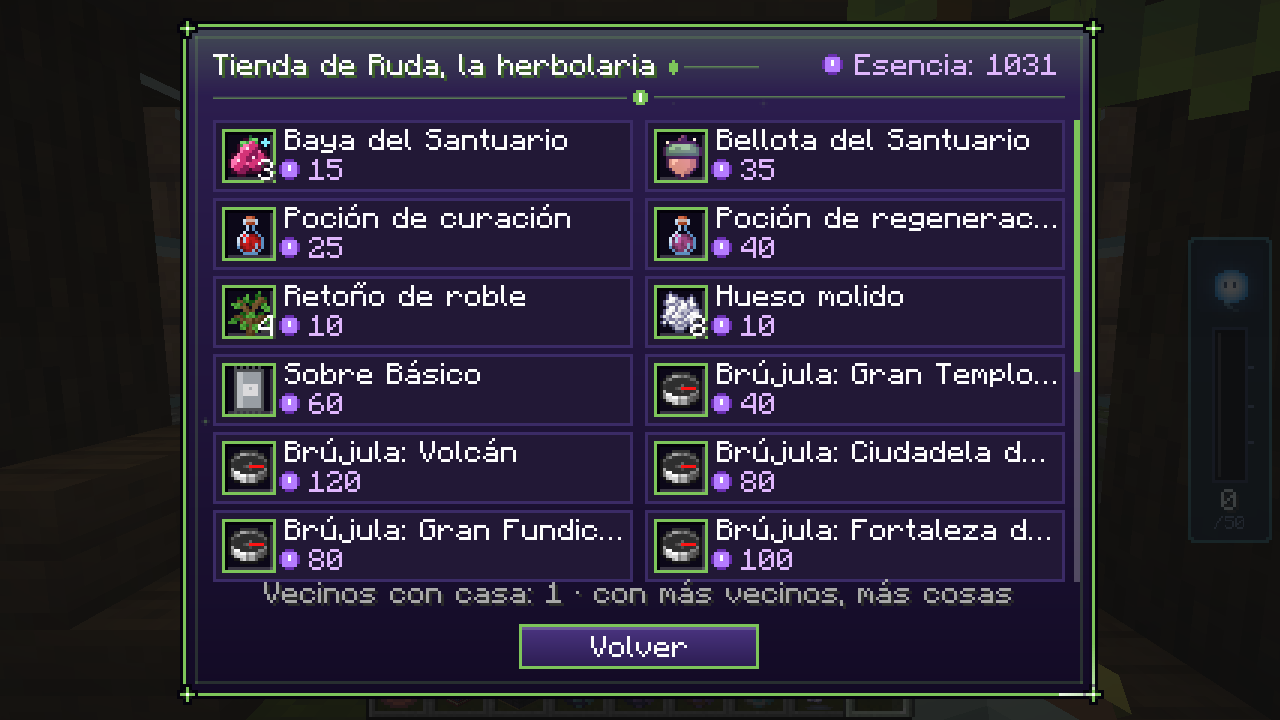 Tienda de Ruda, la herbolaria
Esencia: 1031
Baya del Santuario
3
15
Bellota del Santuario
35
Poción de curación
25
Poción de regenerac...
40
Retoño de roble
4
10
Hueso molido
8
10
Sobre Básico
60
Brújula: Gran Templo...
40
Brújula: Volcán
120
Brújula: Ciudadela d...
80
Brújula: Gran Fundic...
80
Brújula: Fortaleza d...
100
Vecinos con casa: 1 · con más vecinos, más cosas
Volver
0
/50